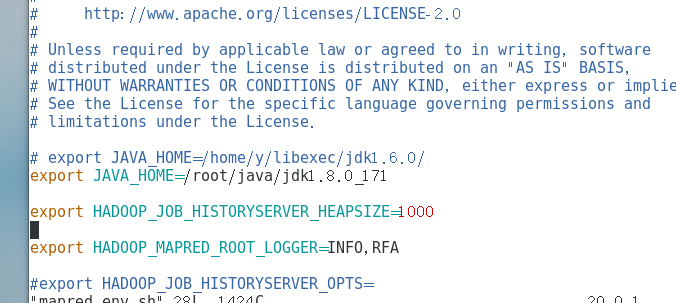 #     http://www.apache.org/licenses/LICENSE-2.0
#
# Unless required by applicable law or agreed to in writing, software
# distributed under the License is distributed on an "AS IS" BASIS,
# WITHOUT WARRANTIES OR CONDITIONS OF ANY KIND, either express or implie
# See the License for the specific language governing permissions and
# limitations under the License.
# export JAVA_HOME=/home/y/libexec/jdk1.6.0/
export JAVA_HOME=/root/java/jdk1.8.0_171
export HADOOP_JOB_HISTORYSERVER_HEAPSIZE=1000
export HADOOP_MAPRED_ROOT_LOGGER=INFO,RFA
#export HADOOP_JOB_HISTORYSERVER_OPTS=
"mapred-env.sh" 28L, 1424C 20,0-1